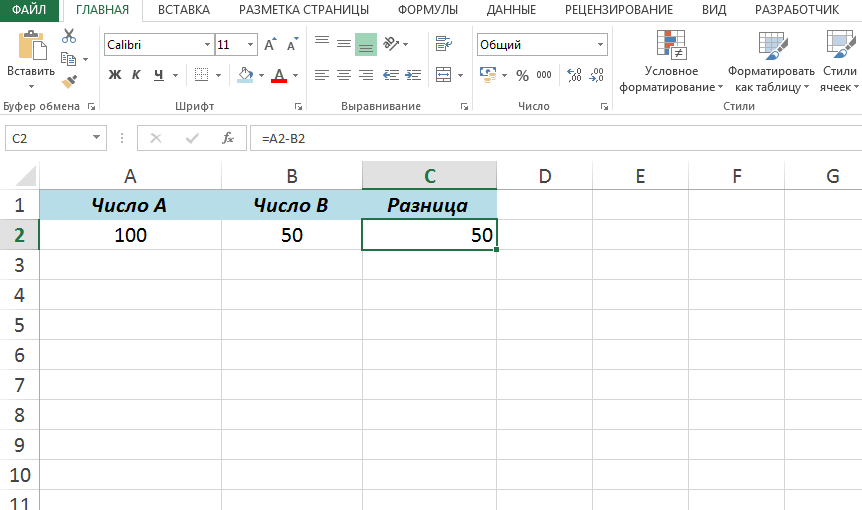 ФАЙЛ ГЛАВНАЯ ВСТАВКА РАЗМЕТКА СТРАНИЦЫ ФОРМУЛЫ ДАННЫЕ РЕЦЕНЗИРОВАНИЕ ВИД РАЗРАБОТЧИК
Calibri 11 Общий
Вставить Условное форматирование Форматировать как таблицу Стили ячеек
Ж К Ч А % 000
Буфер обмена Шрифт Выравнивание Число Стили
C2 fx =A2-B2
A B C D E F G
1 Число А Число В Разница
2 100 50 50
3
4
5
6
7
8
9
10
11